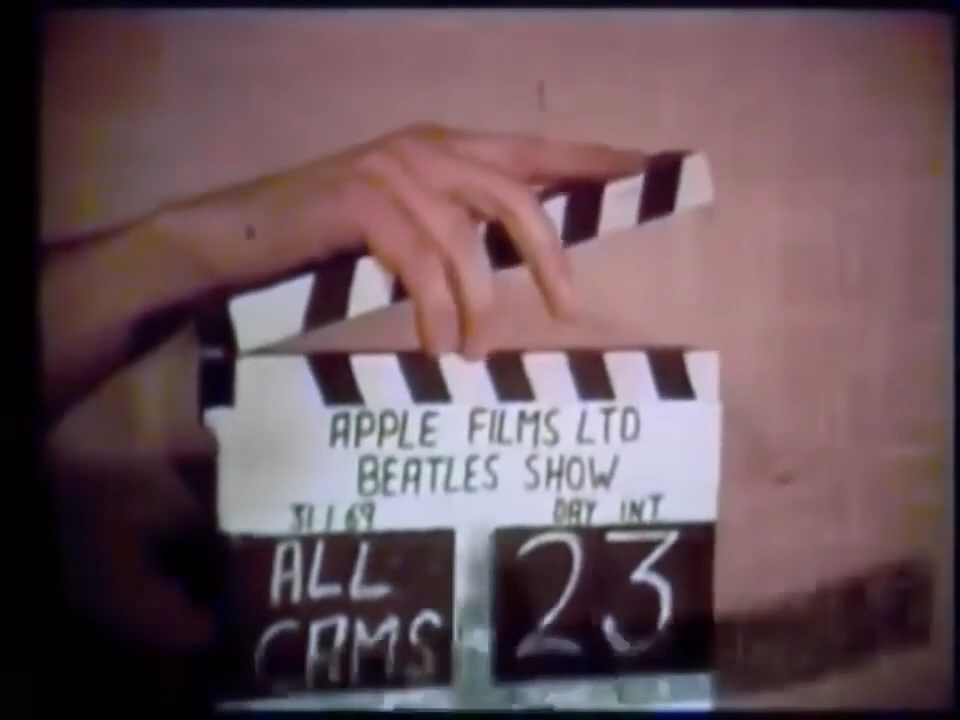 APPLE FILMS LTD
BEATLES SHOW
31 1 69 DAY INT
ALL 23
CAMS